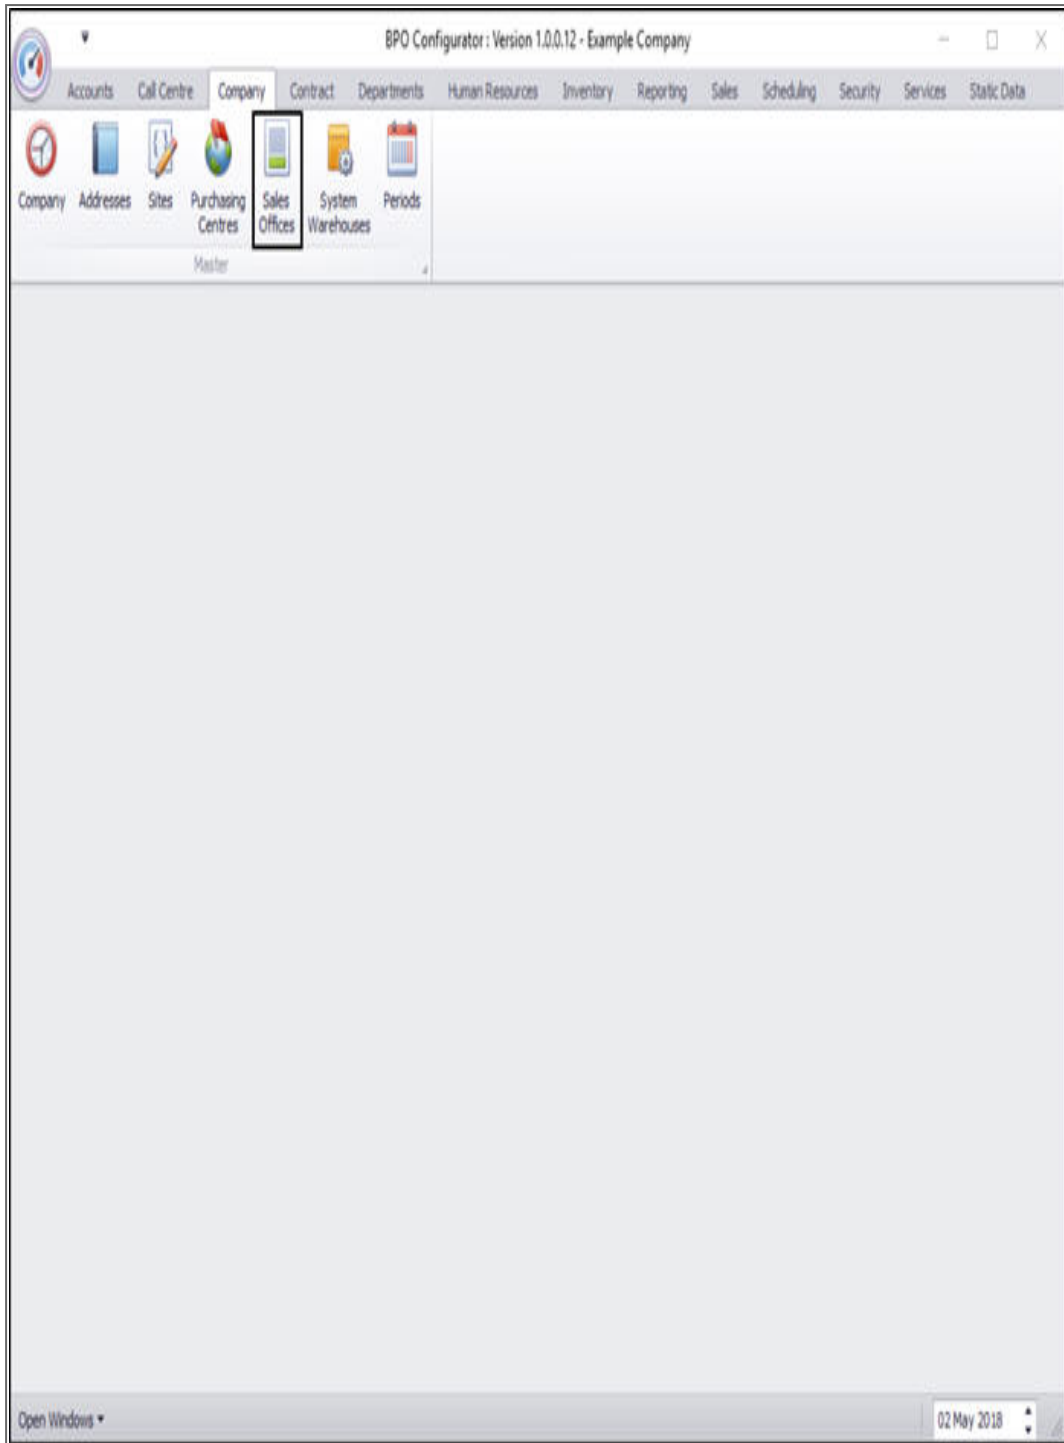 BPO Configurator : Version 1.0.0.12 - Example Company
Accounts Call Centre Company Contract Departments Human Resources Inventory Reporting Sales Scheduling Security Services Static Data
Company Addresses Sites Purchasing Centres Sales Offices System Warehouses Periods
Master
Open Windows 02 May 2018